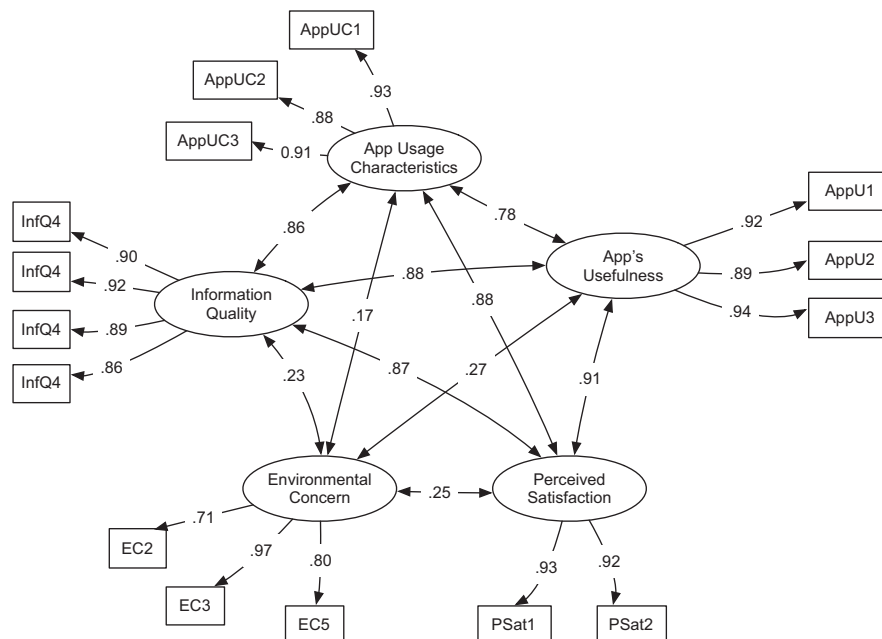 AppUC1
AppUC2
.93
.88
AppUC3
0.91
App Usage
Characteristics
AppU1
InfQ4
.92
.78
.86
.90
App's
Usefulness
AppU2
InfQ4
.88
.89
.92
Information
Quality
.88
AppU3
InfQ4
.89
.17
.94
.86
.87
.27
.91
InfQ4
.23
Environmental
Concern
Perceived
Satisfaction
.25
.71
EC2
.97
.80
.93
.92
EC3
EC5
PSat1
PSat2